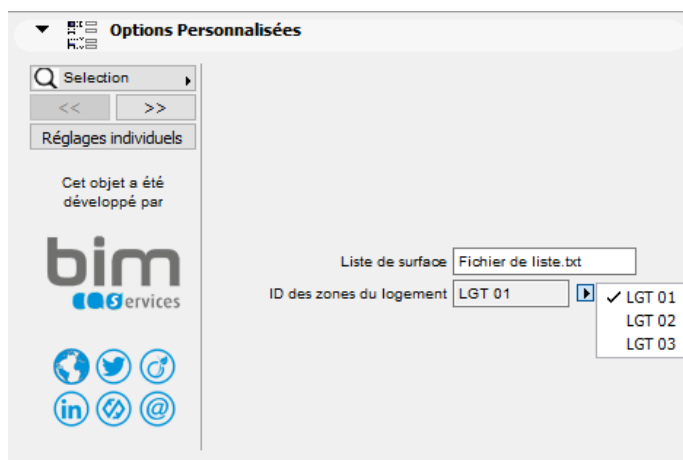 Options Personnalisées
Selection
<< >>
Réglages individuels
Cet objet a été
développé par
bim
Services
Liste de surface Fichier de liste.txt
ID des zones du logement LGT 01
✓ LGT 01
LGT 02
LGT 03
in @